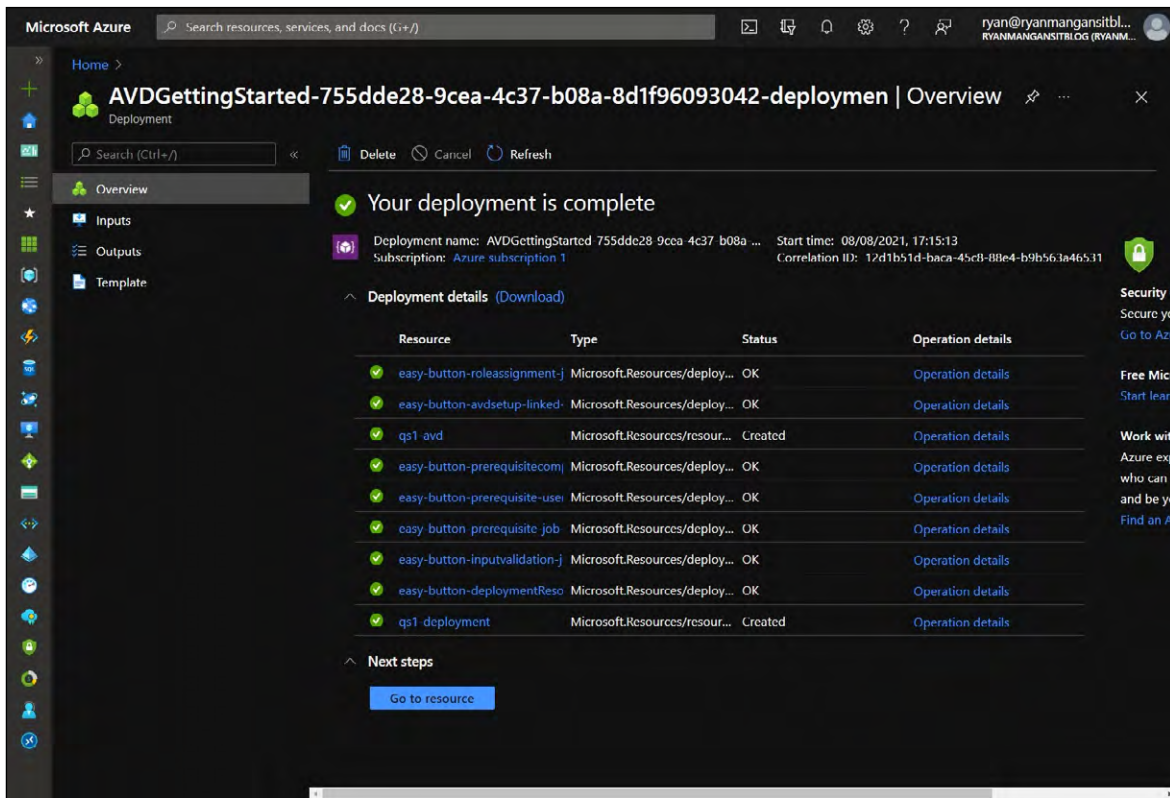 Microsoft Azure
Search resources, services, and docs (G+/)
ryan@ryanmangansitbl...
RYANMANGANSITBLOG (RYANM...
Home >
AVDGettingStarted-755dde28-9cea-4c37-b08a-8d1f96093042-deploymen | Overview
Deployment
Search (Ctrl+/)
Delete Cancel Refresh
Overview
Inputs
Outputs
Template
Your deployment is complete
Deployment name: AVDGettingStarted-755dde28-9cea-4c37-b08a ...
Subscription: Azure subscription 1
Start time: 08/08/2021, 17:15:13
Correlation ID: 12d1b51d-baca-45c8-88e4-b9b563a46531
Deployment details (Download)
Resource Type Status Operation details
easy-button-roleassignment-j Microsoft.Resources/deploy... OK Operation details
easy-button-avdsetup-linked- Microsoft.Resources/deploy... OK Operation details
qs1-avd Microsoft.Resources/resour... Created Operation details
easy-button-prerequisitecom Microsoft.Resources/deploy... OK Operation details
easy-button-prerequisite-use Microsoft.Resources/deploy... OK Operation details
easy-button-prerequisite-job- Microsoft.Resources/deploy... OK Operation details
easy-button-inputvalidation-j Microsoft.Resources/deploy... OK Operation details
easy-button-deploymentReso Microsoft.Resources/deploy... OK Operation details
qs1-deployment Microsoft.Resources/resour... Created Operation details
Next steps
Go to resource
Security
Secure yo
Go to Az
Free Mic
Start lear
Work wit
Azure exp
who can
and be yo
Find an A